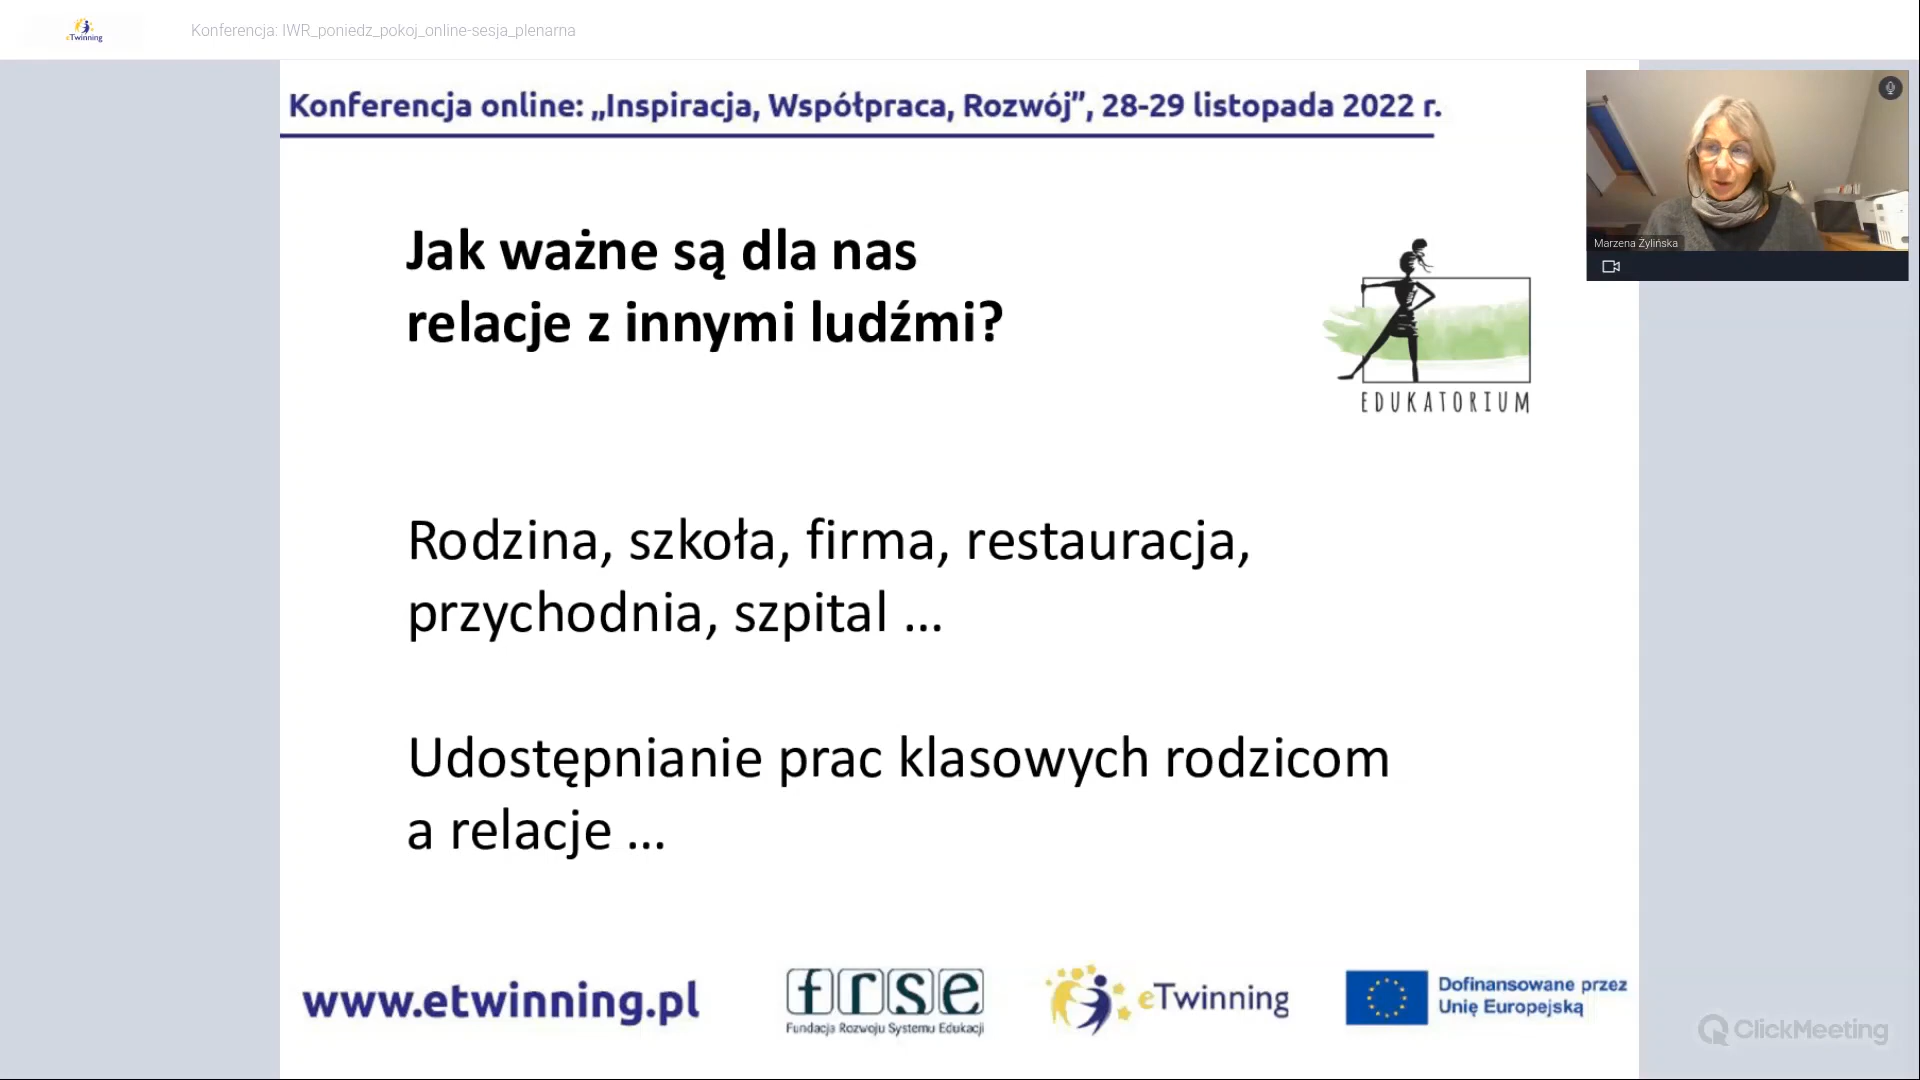 eTwinning
Konferencja: IWR_poniedz_pokoj_online-sesja_plenarna
Konferencja online: „Inspiracja, Współpraca, Rozwój”, 28-29 listopada 2022 r.
Marzena Żylińska
Jak ważne są dla nas
relacje z innymi ludźmi?
EDUKATORIUM
Rodzina, szkoła, firma, restauracja,
przychodnia, szpital ...
Udostępnianie prac klasowych rodzicom
a relacje ...
www.etwinning.pl
frse
Fundacja Rozwoju Systemu Edukacji
eTwinning
Dofinansowane przez
Unię Europejską
ClickMeeting